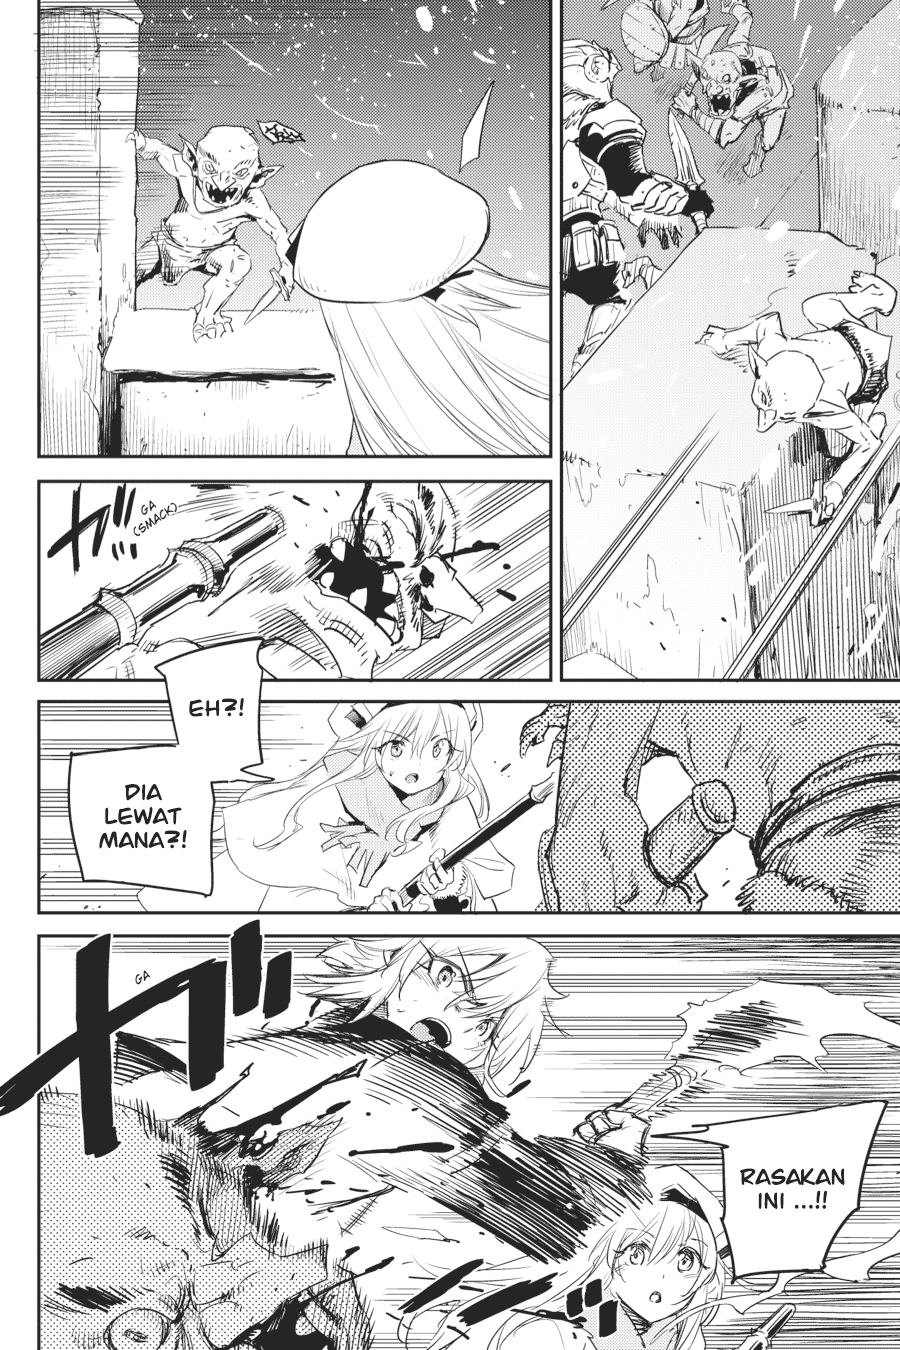 ガッ
GA
(SMACK)
EH?!
DIA
LEWAT
MANA?!
ガッ
GA
RASAKAN
INI ...!!